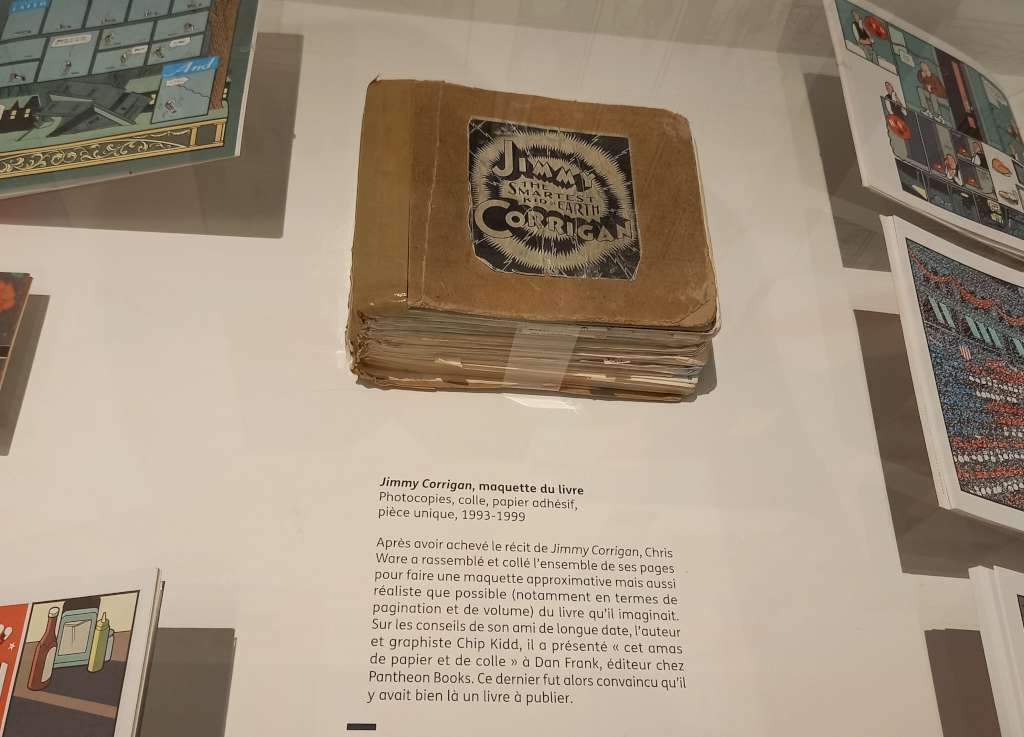 And
JIMMY
THE
SMARTEST
KID ON EARTH
CORRIGAN
Jimmy Corrigan, maquette du livre
Photocopies, colle, papier adhésif,
pièce unique, 1993-1999
Après avoir achevé le récit de Jimmy Corrigan, Chris
Ware a rassemblé et collé l'ensemble de ses pages
pour faire une maquette approximative mais aussi
réaliste que possible (notamment en termes de
pagination et de volume) du livre qu'il imaginait.
Sur les conseils de son ami de longue date, l'auteur
et graphiste Chip Kidd, il a présenté « cet amas
de papier et de colle » à Dan Frank, éditeur chez
Pantheon Books. Ce dernier fut alors convaincu qu'il
y avait bien là un livre à publier.